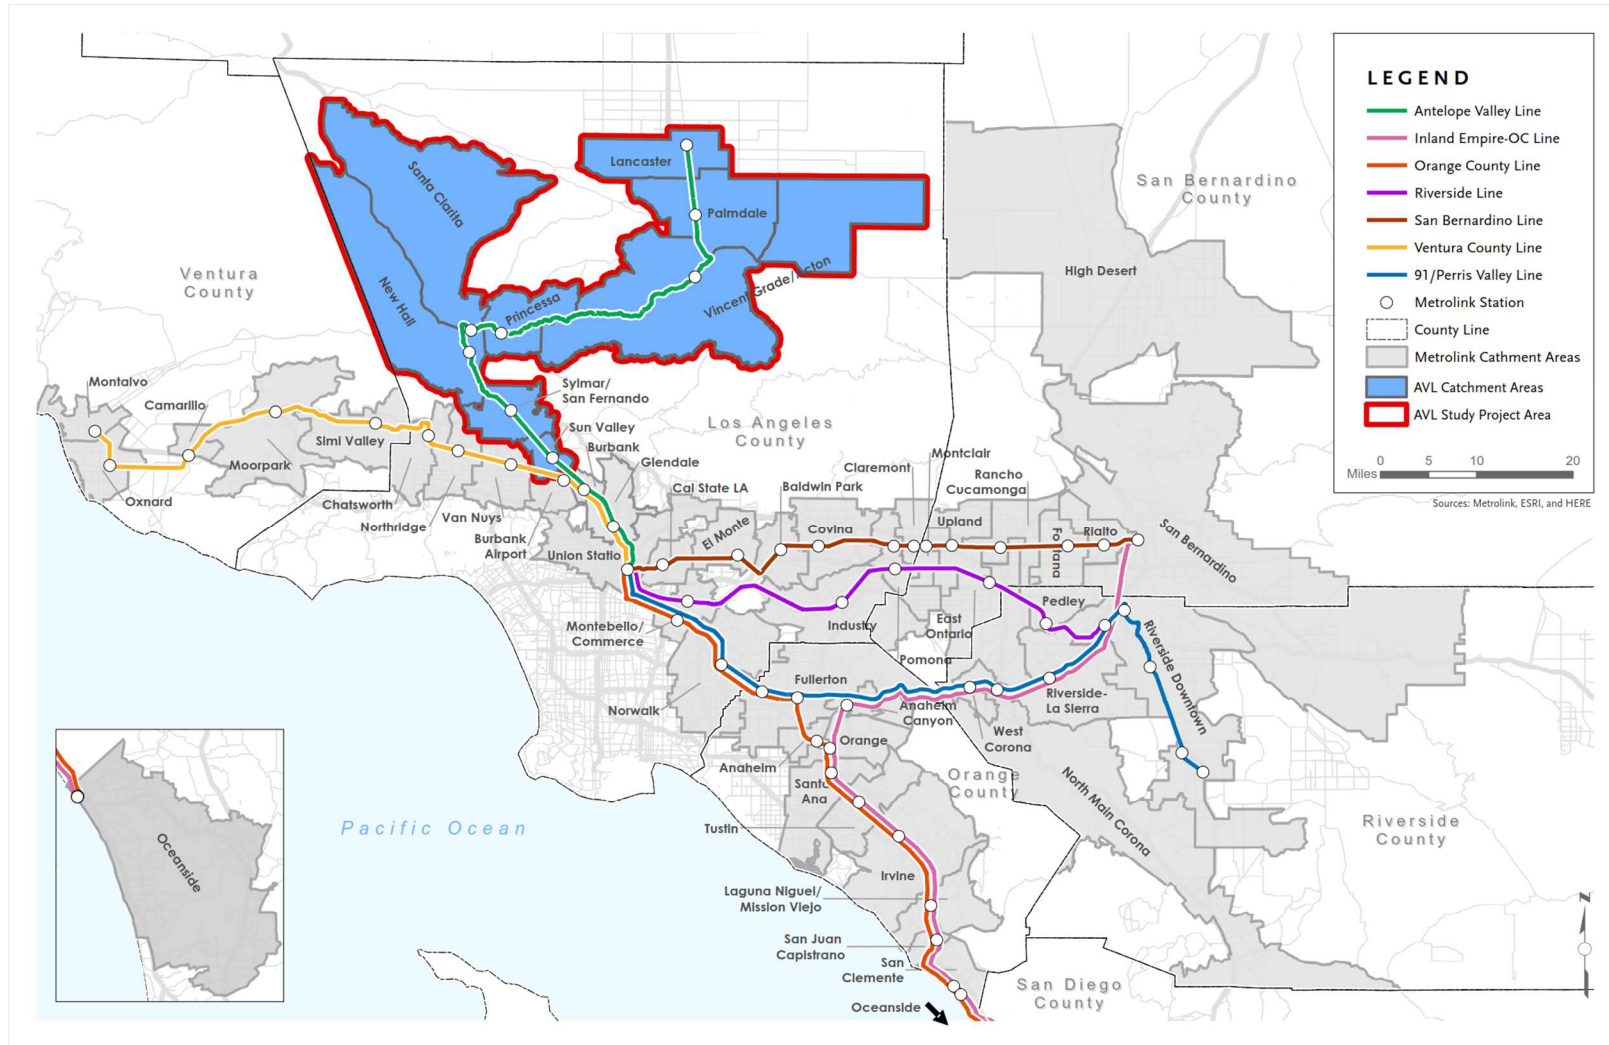 LEGEND
Antelope Valley Line
Inland Empire-OC Line
Orange County Line
Riverside Line
San Bernardino Line
Ventura County Line
91/Perris Valley Line
Metrolink Station
County Line
Metrolink Cathment Areas
AVL Catchment Areas
AVL Study Project Area
Miles 0 5 10 20
Sources: Metrolink, ESRI, and HERE
Lancaster
Santa Clarita
Palmdale
San Bernardino
County
Ventura
County
High Desert
New Hall
Princessa
Vincent Grade/Acton
Montalvo
Camarillo
Sylmar/
San Fernando
Sun Valley
Burbank
Los Angeles
County
Simi Valley
Moorpark
Glendale
Claremont
Montclair
Rancho
Cucamonga
Oxnard
Chatsworth
Northridge
Van Nuys
Burbank
Airport
Cal State LA
Baldwin Park
El Monte
Covina
Upland
Fontana
Rialto
San Bernardino
Union Statio
Pedley
Montebello/
Commerce
Industry
East
Ontario
Riverside Downtown
Pomona
Fullerton
Riverside-
La Sierra
Norwalk
Anaheim
Canyon
West
Corona
Orange
Anaheim
Orange
County
Santa
Ana
North Main Corona
Riverside
County
Pacific Ocean
Tustin
Oceanside
Irvine
Laguna Niguel/
Mission Viejo
San Juan
Capistrano
San
Clemente
San Diego
County
Oceanside
Z